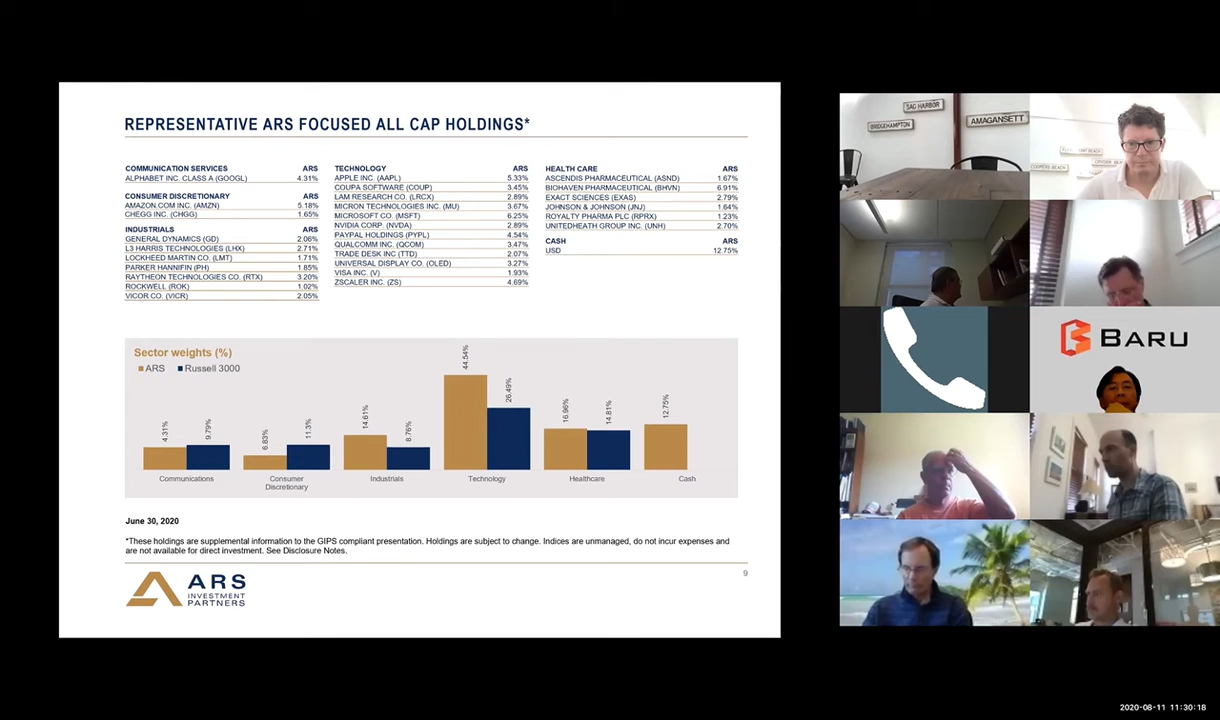 REPRESENTATIVE ARS FOCUSED ALL CAP HOLDINGS*
COMMUNICATION SERVICES ARS
ALPHABET INC. CLASS A (GOOGL) 4.31%
CONSUMER DISCRETIONARY ARS
AMAZON.COM INC. (AMZN) 5.18%
CHEGG INC. (CHGG) 1.65%
INDUSTRIALS ARS
GENERAL DYNAMICS (GD) 2.06%
L3 HARRIS TECHNOLOGIES (LHX) 2.71%
LOCKHEED MARTIN CO. (LMT) 1.71%
PARKER HANNIFIN (PH) 1.85%
RAYTHEON TECHNOLOGIES CO. (RTX) 3.20%
ROCKWELL (ROK) 1.02%
VICOR CO. (VICR) 2.05%
TECHNOLOGY ARS
APPLE INC. (AAPL) 5.33%
COUPA SOFTWARE (COUP) 3.45%
LAM RESEARCH CO. (LRCX) 2.89%
MICRON TECHNOLOGIES INC. (MU) 3.67%
MICROSOFT CO. (MSFT) 6.25%
NVIDIA CORP. (NVDA) 2.89%
PAYPAL HOLDINGS (PYPL) 4.54%
QUALCOMM INC. (QCOM) 3.47%
TRADE DESK INC (TTD) 2.07%
UNIVERSAL DISPLAY CO. (OLED) 3.27%
VISA INC. (V) 1.93%
ZSCALER INC. (ZS) 4.69%
HEALTH CARE ARS
ASCENDIS PHARMACEUTICAL (ASND) 1.67%
BIOHAVEN PHARMACEUTICAL (BHVN) 6.91%
EXACT SCIENCES (EXAS) 2.79%
JOHNSON & JOHNSON (JNJ) 1.64%
ROYALTY PHARMA PLC (RPRX) 1.23%
UNITEDHEATH GROUP INC. (UNH) 2.70%
CASH ARS
USD 12.75%
Sector weights (%)
ARS Russell 3000
4.31% 9.79% 6.83% 11.3% 14.61% 8.76% 44.54% 26.49% 16.96% 14.81% 12.75%
Communications Consumer Discretionary Industrials Technology Healthcare Cash
June 30, 2020
*These holdings are supplemental information to the GIPS compliant presentation. Holdings are subject to change. Indices are unmanaged, do not incur expenses and
are not available for direct investment. See Disclosure Notes.
9
ARS
INVESTMENT
PARTNERS
SAG HARBOR
BRIDGEHAMPTON
AMAGANSETT
COOPERS BEACH
BARU
2020-08-11 11:30:18